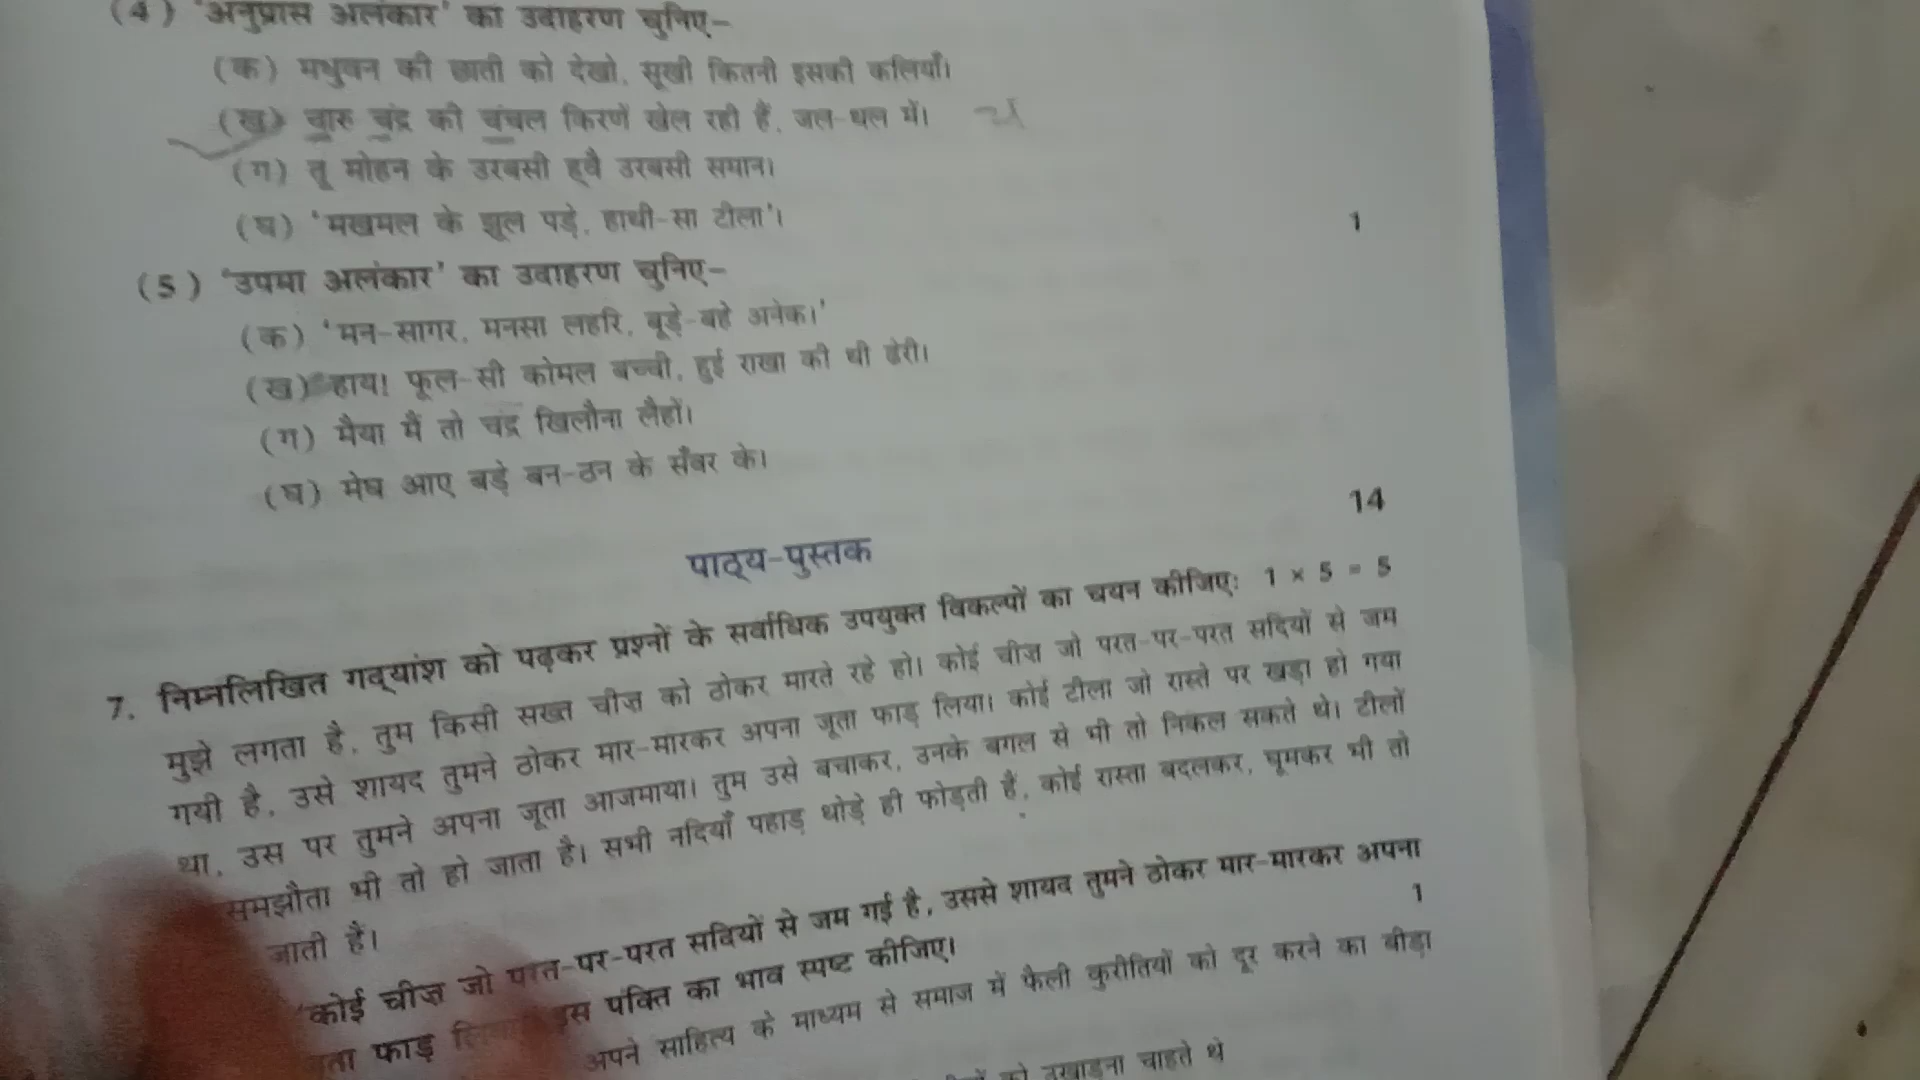 (4) 'अनुप्रास अलंकार' का उदाहरण चुनिए–
(क) मधुवन की छाती को देखो, सूखी कितनी इसकी कलियाँ।
(ख) चारु चंद्र की चंचल किरणें खेल रही हैं, जल-थल में।
(ग) तू मोहन के उरबसी ह्वै उरबसी समान।
(घ) 'मखमल के झूल पड़े, हाथी-सा टीला'।
1
(5) 'उपमा अलंकार' का उदाहरण चुनिए–
(क) 'मन-सागर, मनसा लहरि, बूड़े-बहे अनेक।'
(ख) हाय! फूल-सी कोमल बच्ची, हुई राखा की थी ढेरी।
(ग) मैया मैं तो चंद्र खिलौना लैहों।
(घ) मेघ आए बड़े बन-ठन के सँवर के।
14
पाठ्य-पुस्तक
7. निम्नलिखित गद्यांश को पढ़कर प्रश्नों के सर्वाधिक उपयुक्त विकल्पों का चयन कीजिए: 1 × 5 = 5
मुझे लगता है, तुम किसी सख्त चीज़ को ठोकर मारते रहे हो। कोई चीज़ जो परत-पर-परत सदियों से जम
गयी है, उसे शायद तुमने ठोकर मार-मारकर अपना जूता फाड़ लिया। कोई टीला जो रास्ते पर खड़ा हो गया
था, उस पर तुमने अपना जूता आजमाया। तुम उसे बचाकर, उनके बगल से भी तो निकल सकते थे। टीलों
समझौता भी तो हो जाता है। सभी नदियाँ पहाड़ थोड़े ही फोड़ती हैं, कोई रास्ता बदलकर, घूमकर भी तो
जाती है।
'कोई चीज़ जो परत-पर-परत सदियों से जम गई है, उससे शायद तुमने ठोकर मार-मारकर अपना
फाड़ इस पंक्ति का भाव स्पष्ट कीजिए।
1
अपने साहित्य के माध्यम से समाज में फैली कुरीतियों को दूर करने का बीड़ा
को उखाड़ना चाहते थे